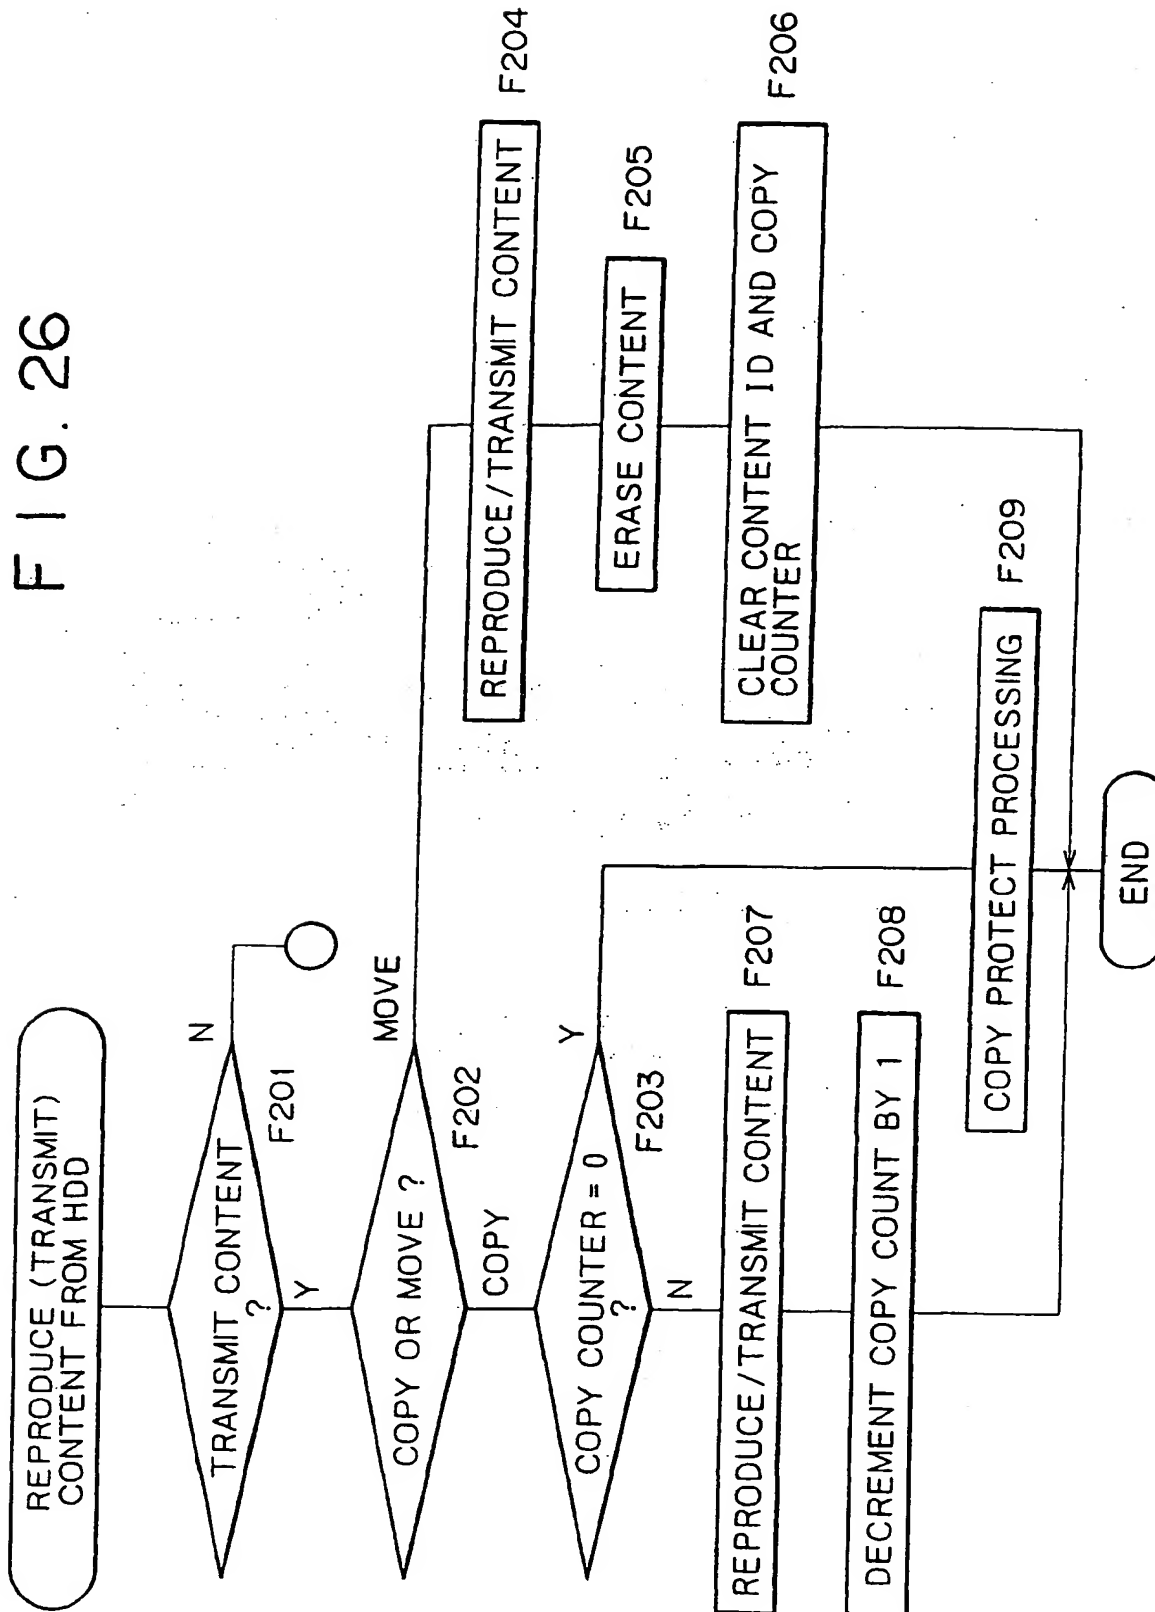 FIG. 26
REPRODUCE (TRANSMIT)
CONTENT FROM HDD
TRANSMIT CONTENT
?
F201
N
Y
COPY OR MOVE ?
F202
MOVE
COPY
COPY COUNTER = 0
?
F203
Y
N
REPRODUCE/TRANSMIT CONTENT
F207
DECREMENT COPY COUNT BY 1
F208
REPRODUCE/TRANSMIT CONTENT
F204
ERASE CONTENT
F205
CLEAR CONTENT ID AND COPY
COUNTER
F206
COPY PROTECT PROCESSING
F209
END